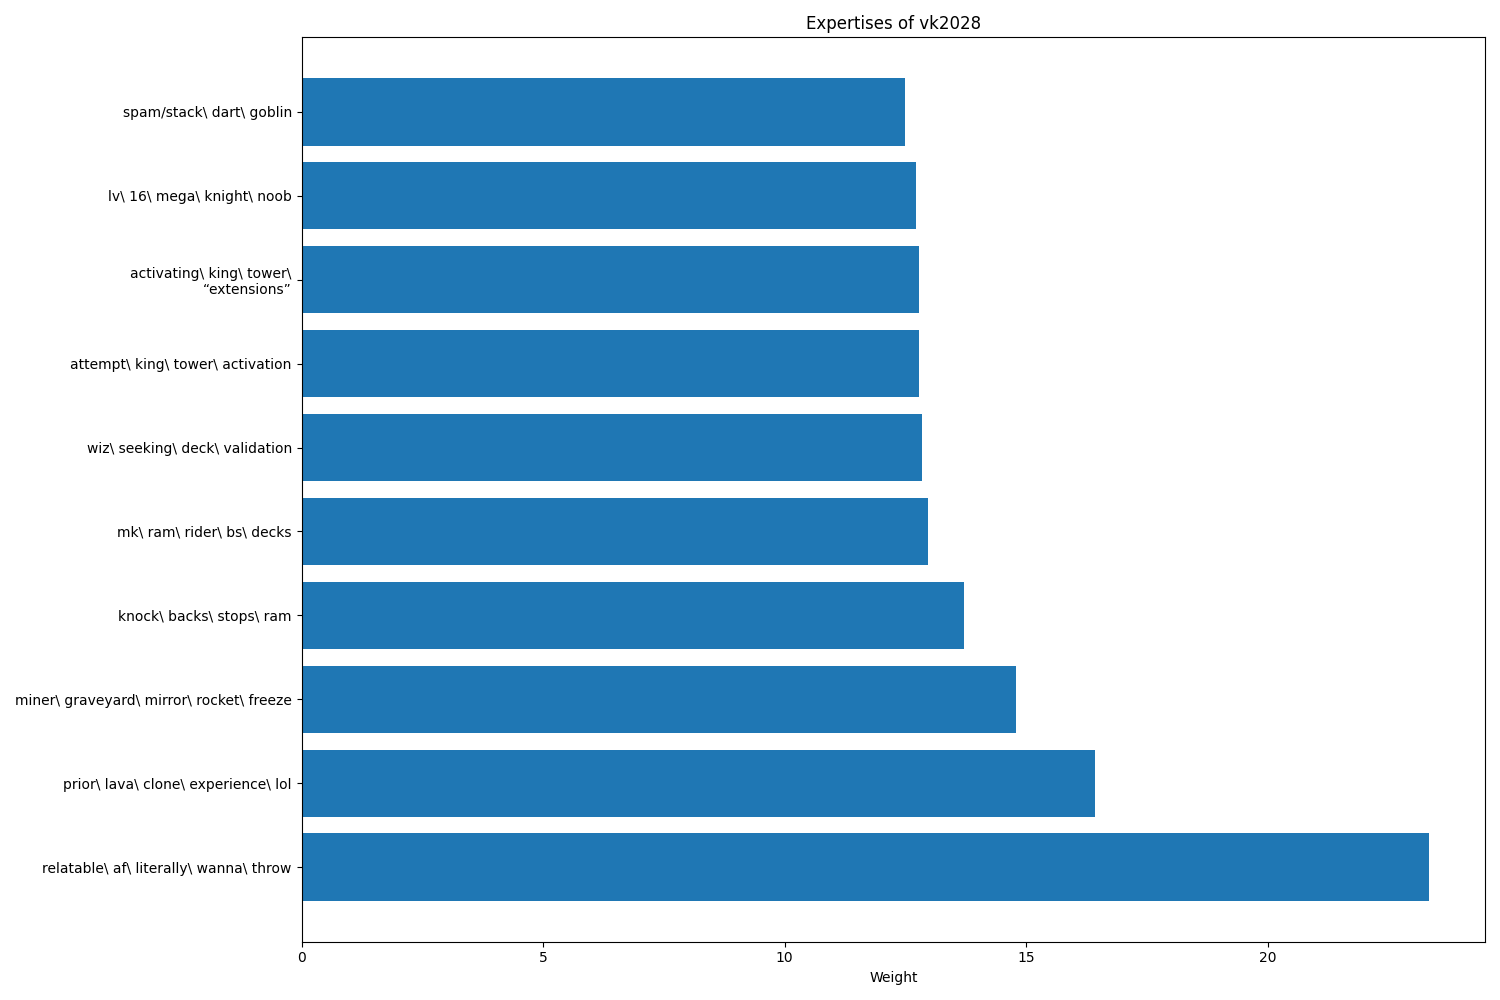 Expertises of vk2028
spam/stack\ dart\ goblin
lv\ 16\ mega\ knight\ noob
activating\ king\ tower\
“extensions”
attempt\ king\ tower\ activation
wiz\ seeking\ deck\ validation
mk\ ram\ rider\ bs\ decks
knock\ backs\ stops\ ram
miner\ graveyard\ mirror\ rocket\ freeze
prior\ lava\ clone\ experience\ lol
relatable\ af\ literally\ wanna\ throw
0 5 10 15 20
Weight